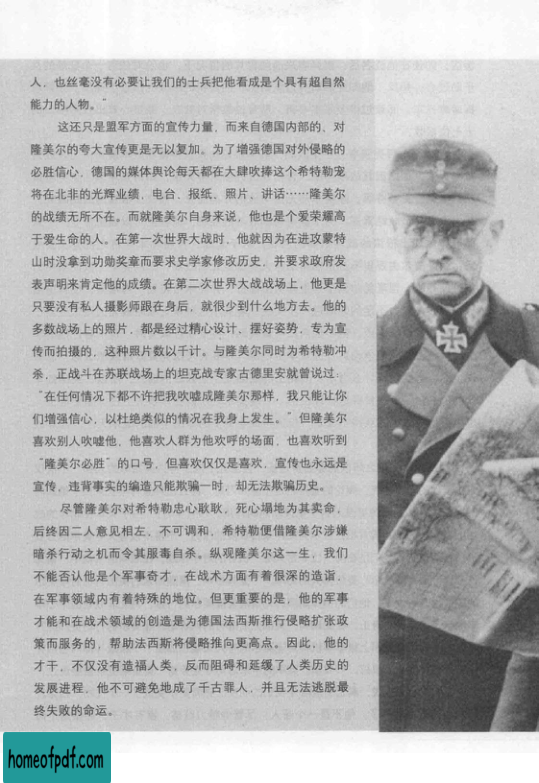 人，也丝毫没有必要让我们的士兵把他看成是个具有超自然
能力的人物。”
这还只是盟军方面的宣传力量，而来自德国内部的、对
隆美尔的夸大宣传更是无以复加。为了增强德国对外侵略的
必胜信心，德国的媒体舆论每天都在大肆吹捧这个希特勒宠
将在北非的光辉业绩，电台、报纸、照片、讲话……隆美尔
的战绩无所不在。而就隆美尔自身来说，他也是个爱荣耀高
于爱生命的人。在第一次世界大战时，他就因为在进攻蒙特
山时没拿到功勋奖章而要求史学家修改历史，并要求政府发
表声明来肯定他的成绩。在第二次世界大战战场上，他更是
只要没有私人摄影师跟在身后，就很少到什么地方去。他的
多数战场上的照片，都是经过精心设计、摆好姿势，专为宣
传而拍摄的，这种照片数以千计。与隆美尔同时为希特勒冲
杀，正战斗在苏联战场上的坦克战专家古德里安就曾说过：
“在任何情况下都不许把我吹嘘成隆美尔那样，我只能让你
们增强信心，以杜绝类似的情况在我身上发生。”但隆美尔
喜欢别人吹嘘他，他喜欢人群为他欢呼的场面，也喜欢听到
“隆美尔必胜”的口号，但喜欢仅仅是喜欢，宣传也永远是
宣传，违背事实的编造只能欺骗一时，却无法欺骗历史。
尽管隆美尔对希特勒忠心耿耿，死心塌地为其卖命，
后终因二人意见相左，不可调和，希特勒便借隆美尔涉嫌
暗杀行动之机而令其服毒自杀。纵观隆美尔这一生，我们
不能否认他是个军事奇才，在战术方面有着很深的造诣，
在军事领域内有着特殊的地位。但更重要的是，他的军事
才能和在战术领域的创造是为德国法西斯推行侵略扩张政
策而服务的，帮助法西斯将侵略推向更高点。因此，他的
才干，不仅没有造福人类，反而阻碍和延缓了人类历史的
发展进程，他不可避免地成了千古罪人，并且无法逃脱最
终失败的命运。
homeofpdf.com